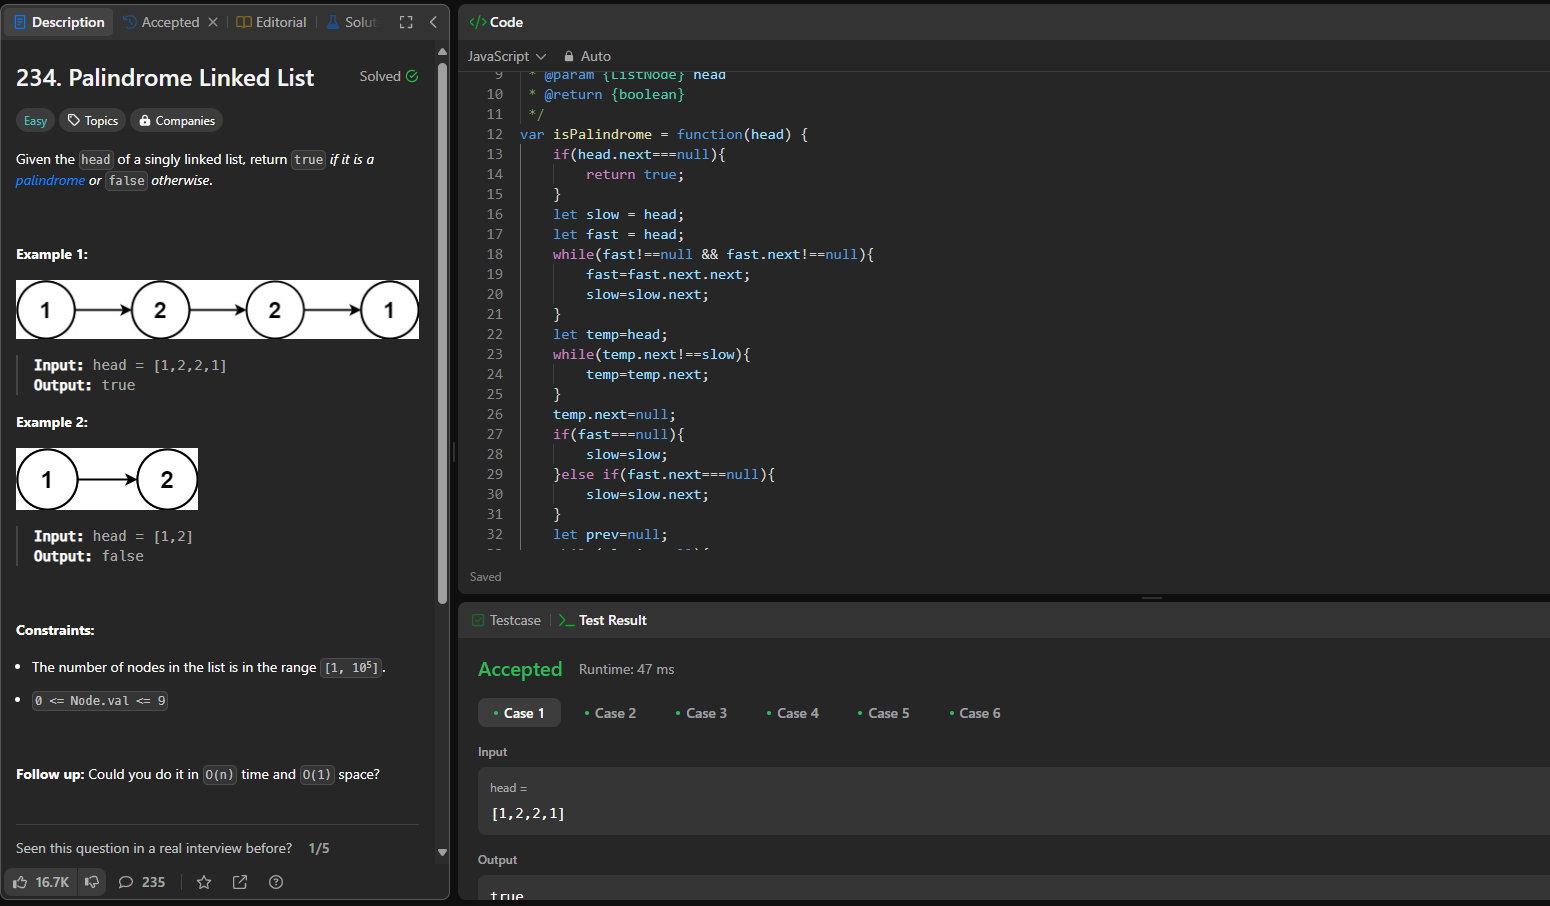 Description
Accepted
Editorial
Solut
234. Palindrome Linked List
Solved
Easy
Topics
Companies
Given the head of a singly linked list, return true if it is a
palindrome or false otherwise.
Example 1:
1 2 2 1
Input: head = [1,2,2,1]
Output: true
Example 2:
1 2
Input: head = [1,2]
Output: false
Constraints:
• The number of nodes in the list is in the range [1, 10⁵].
• 0 <= Node.val <= 9
Follow up: Could you do it in O(n) time and O(1) space?
Seen this question in a real interview before? 1/5
16.7K
235
</> Code
JavaScript
Auto
9 * @param {ListNode} head
10 * @return {boolean}
11 */
12 var isPalindrome = function(head) {
13 if(head.next===null){
14 return true;
15 }
16 let slow = head;
17 let fast = head;
18 while(fast!==null && fast.next!==null){
19 fast=fast.next.next;
20 slow=slow.next;
21 }
22 let temp=head;
23 while(temp.next!==slow){
24 temp=temp.next;
25 }
26 temp.next=null;
27 if(fast===null){
28 slow=slow;
29 }else if(fast.next===null){
30 slow=slow.next;
31 }
32 let prev=null;
Saved
Testcase
>_ Test Result
Accepted Runtime: 47 ms
• Case 1 • Case 2 • Case 3 • Case 4 • Case 5 • Case 6
Input
head =
[1,2,2,1]
Output
true